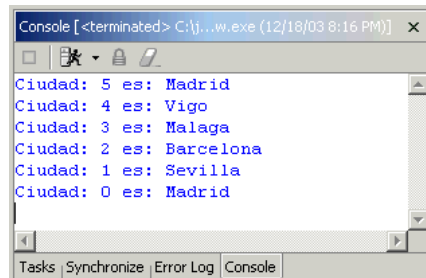 Console [<terminated> C:\j...w.exe (12/18/03 8:16 PM)]
Ciudad: 5 es: Madrid
Ciudad: 4 es: Vigo
Ciudad: 3 es: Malaga
Ciudad: 2 es: Barcelona
Ciudad: 1 es: Sevilla
Ciudad: 0 es: Madrid
Tasks Synchronize Error Log Console